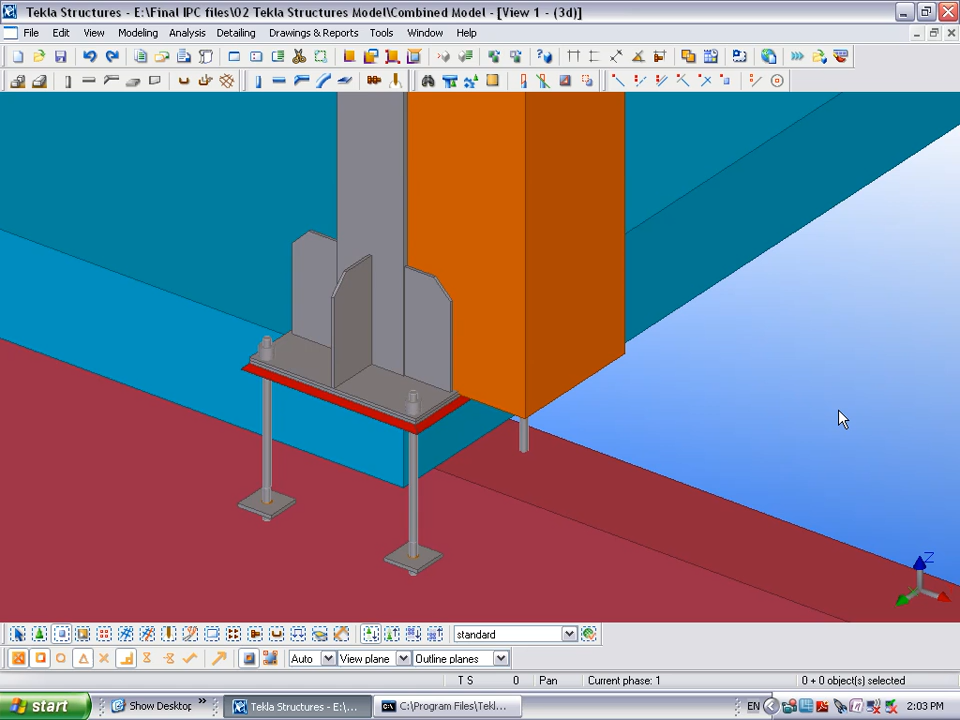 Tekla Structures - E:\Final IPC files\02 Tekla Structures Model\Combined Model - [View 1 - (3d)]
File Edit View Modeling Analysis Detailing Drawings & Reports Tools Window Help
Z
standard
Auto View plane Outline planes
T S 0 Pan Current phase: 1 0 + 0 object(s) selected
start Show Desktop Tekla Structures - E:\... C:\Program Files\Tekl... EN 2:03 PM